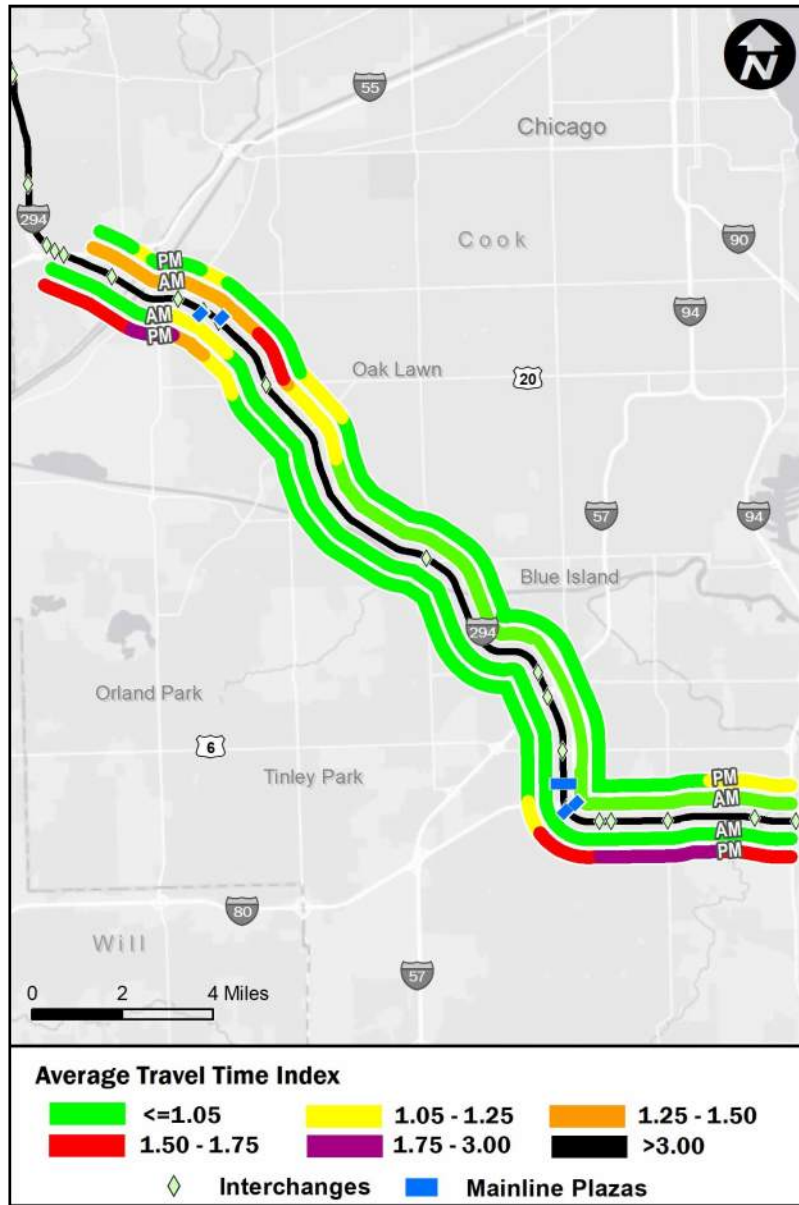 N
55
Chicago
294
Cook
90
PM
AM
94
AM
PM
Oak Lawn
20
57
94
Blue Island
294
Orland Park
6
Tinley Park
PM
AM
AM
PM
80
Will
57
0 2 4 Miles
Average Travel Time Index
<=1.05 1.05 - 1.25 1.25 - 1.50
1.50 - 1.75 1.75 - 3.00 >3.00
Interchanges Mainline Plazas